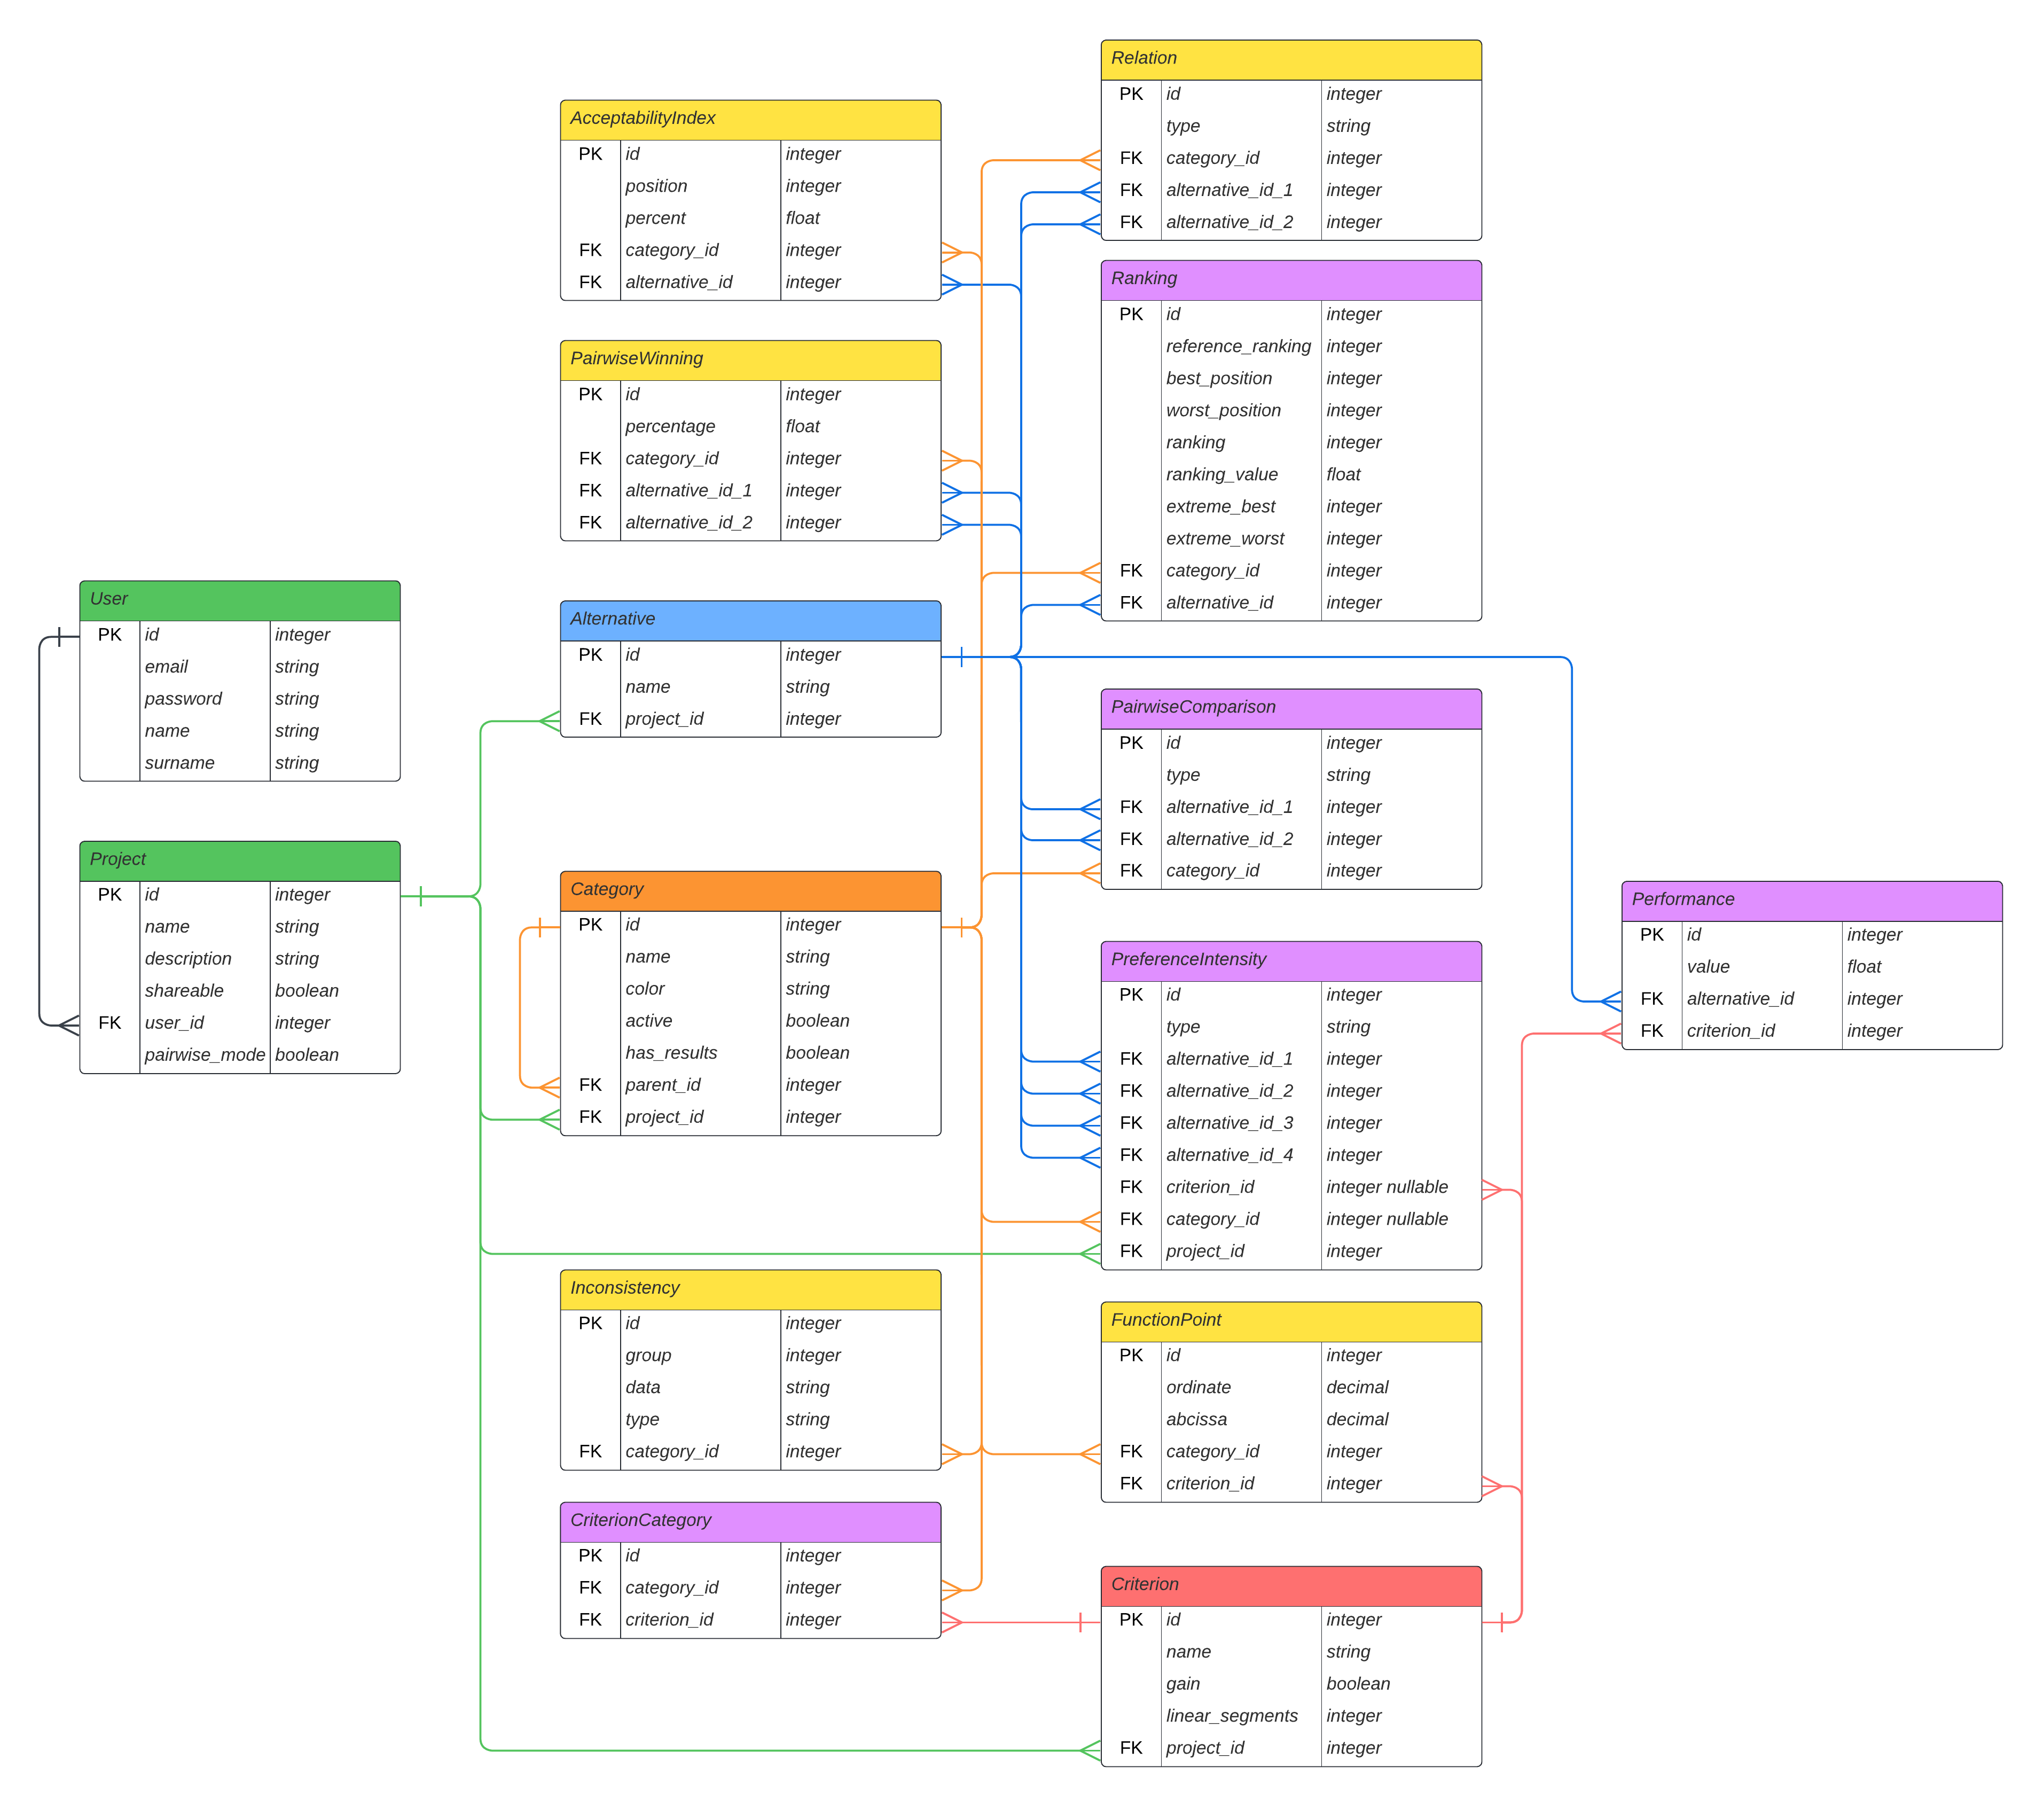 User
PK id integer
email string
password string
name string
surname string
Project
PK id integer
name string
description string
shareable boolean
FK user_id integer
pairwise_mode boolean
AcceptabilityIndex
PK id integer
position integer
percent float
FK category_id integer
FK alternative_id integer
PairwiseWinning
PK id integer
percentage float
FK category_id integer
FK alternative_id_1 integer
FK alternative_id_2 integer
Alternative
PK id integer
name string
FK project_id integer
Category
PK id integer
name string
color string
active boolean
has_results boolean
FK parent_id integer
FK project_id integer
Inconsistency
PK id integer
group integer
data string
type string
FK category_id integer
CriterionCategory
PK id integer
FK category_id integer
FK criterion_id integer
Relation
PK id integer
type string
FK category_id integer
FK alternative_id_1 integer
FK alternative_id_2 integer
Ranking
PK id integer
reference_ranking integer
best_position integer
worst_position integer
ranking integer
ranking_value float
extreme_best integer
extreme_worst integer
FK category_id integer
FK alternative_id integer
PairwiseComparison
PK id integer
type string
FK alternative_id_1 integer
FK alternative_id_2 integer
FK category_id integer
PreferenceIntensity
PK id integer
type string
FK alternative_id_1 integer
FK alternative_id_2 integer
FK alternative_id_3 integer
FK alternative_id_4 integer
FK criterion_id integer nullable
FK category_id integer nullable
FK project_id integer
FunctionPoint
PK id integer
ordinate decimal
abcissa decimal
FK category_id integer
FK criterion_id integer
Criterion
PK id integer
name string
gain boolean
linear_segments integer
FK project_id integer
Performance
PK id integer
value float
FK alternative_id integer
FK criterion_id integer